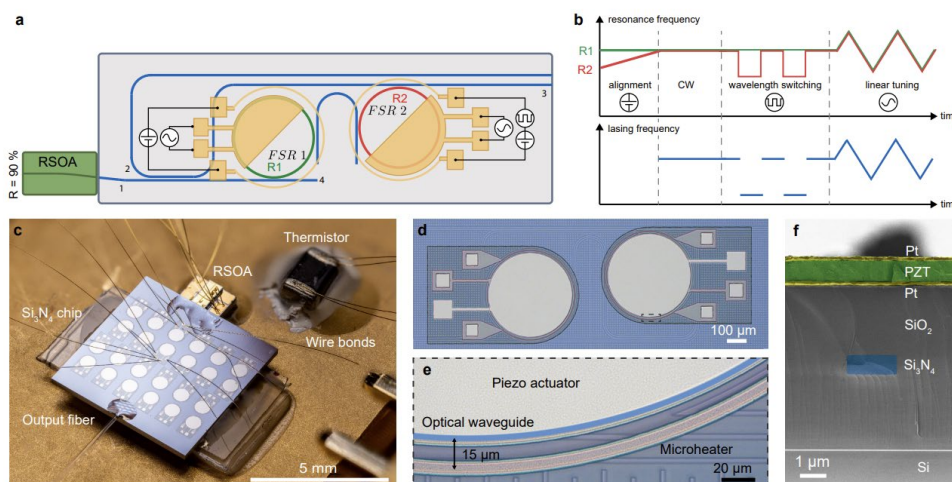 a
R = 90 %
RSOA
2
1
FSR 1
R1
4
R2
FSR 2
3
b
resonance frequency
R1
R2
alignment
CW
wavelength switching
linear tuning
time
lasing frequency
time
c
Si₃N₄ chip
RSOA
Thermistor
Wire bonds
Output fiber
5 mm
d
100 µm
e
Piezo actuator
Optical waveguide
15 µm
Microheater
20 µm
f
Pt
PZT
Pt
SiO₂
Si₃N₄
1 µm
Si